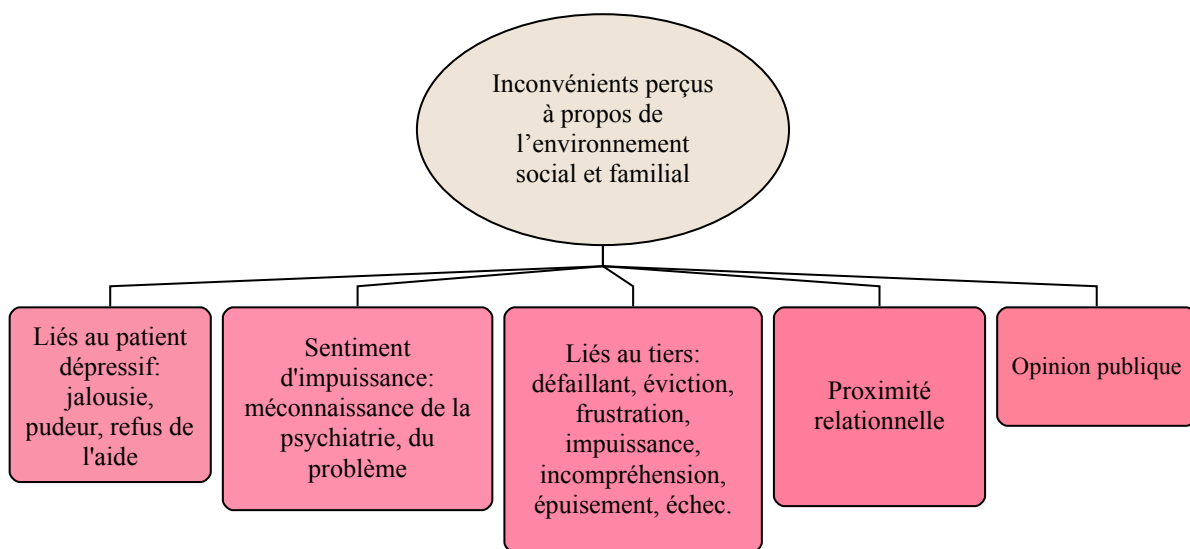 Inconvénients perçus
à propos de
l’environnement
social et familial
Liés au patient
dépressif:
jalousie,
pudeur, refus de
l'aide
Sentiment
d'impuissance:
méconnaissance de la
psychiatrie, du
problème
Liés au tiers:
défaillant, éviction,
frustration,
impuissance,
incompréhension,
épuisement, échec.
Proximité
relationnelle
Opinion publique